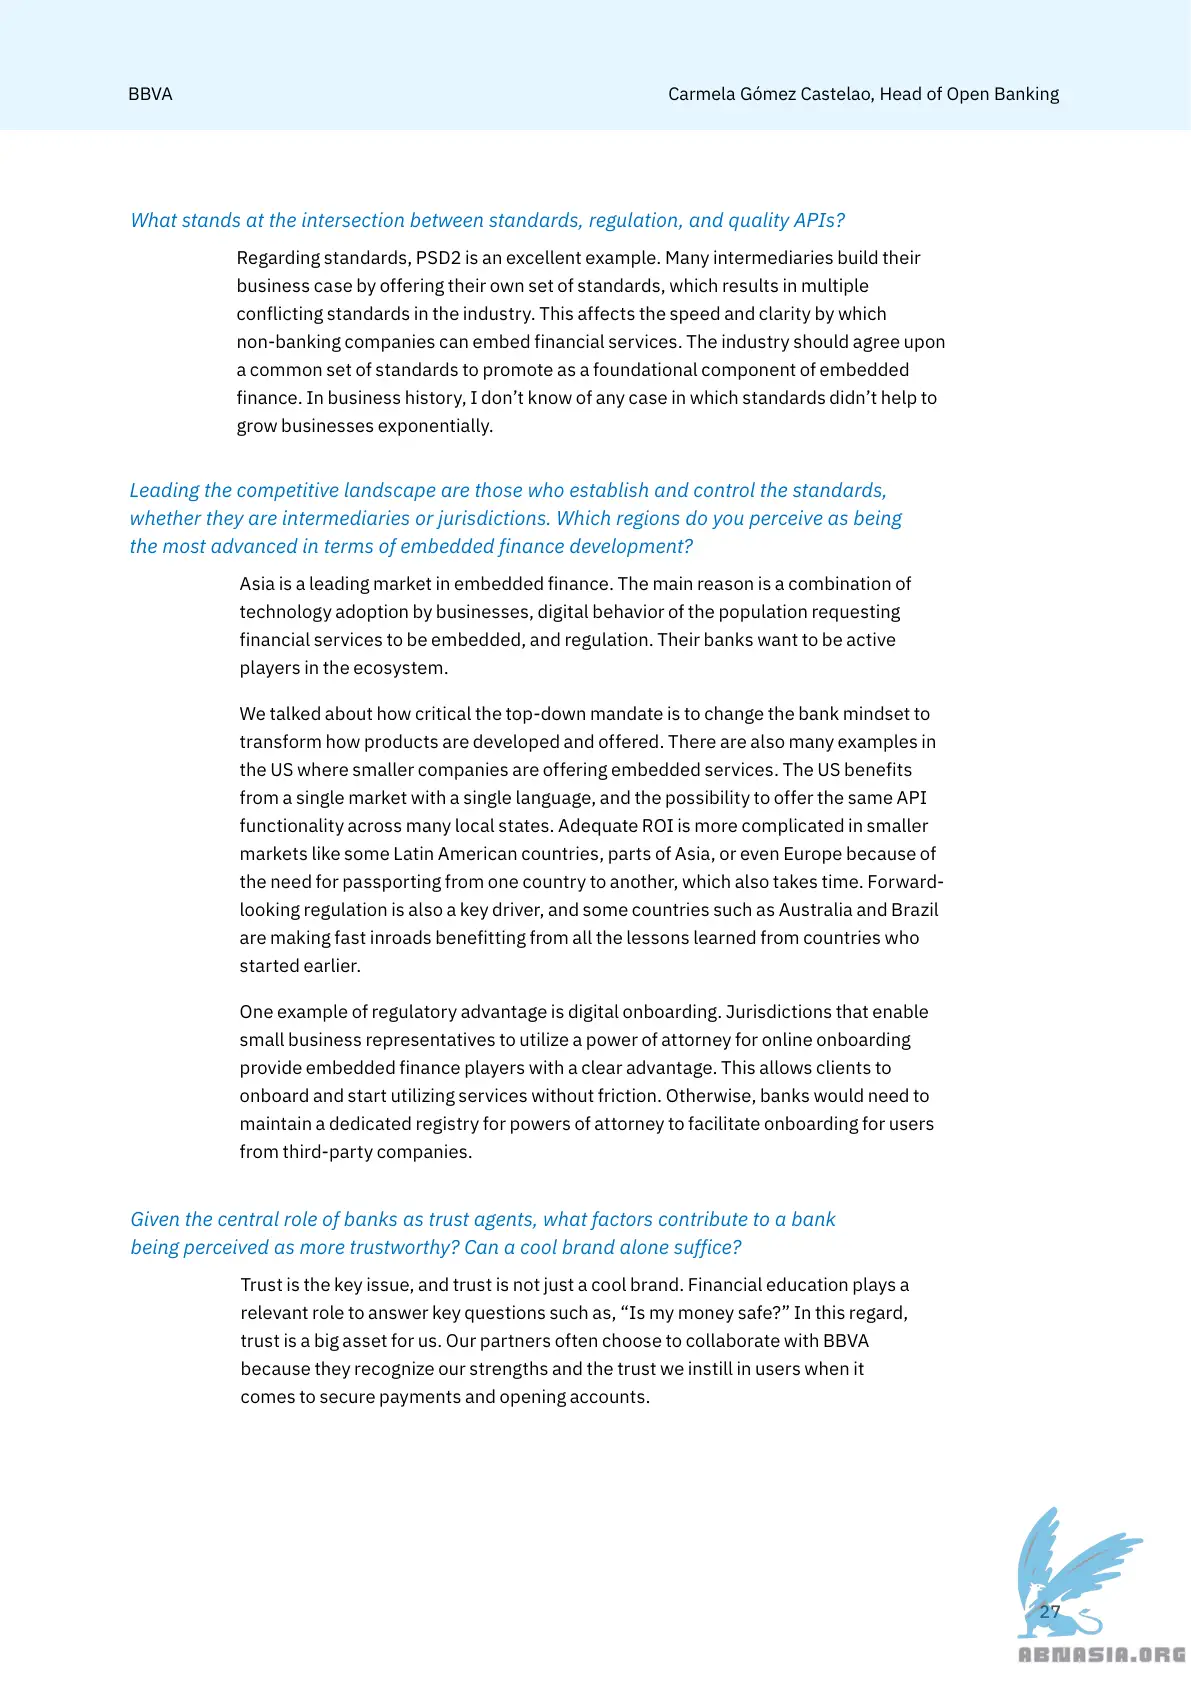 BBVA
Carmela Gómez Castelao, Head of Open Banking
What stands at the intersection between standards, regulation, and quality APIs?
Regarding standards, PSD2 is an excellent example. Many intermediaries build their
business case by offering their own set of standards, which results in multiple
conflicting standards in the industry. This affects the speed and clarity by which
non-banking companies can embed financial services. The industry should agree upon
a common set of standards to promote as a foundational component of embedded
finance. In business history, I don’t know of any case in which standards didn’t help to
grow businesses exponentially.
Leading the competitive landscape are those who establish and control the standards,
whether they are intermediaries or jurisdictions. Which regions do you perceive as being
the most advanced in terms of embedded finance development?
Asia is a leading market in embedded finance. The main reason is a combination of
technology adoption by businesses, digital behavior of the population requesting
financial services to be embedded, and regulation. Their banks want to be active
players in the ecosystem.
We talked about how critical the top-down mandate is to change the bank mindset to
transform how products are developed and offered. There are also many examples in
the US where smaller companies are offering embedded services. The US benefits
from a single market with a single language, and the possibility to offer the same API
functionality across many local states. Adequate ROI is more complicated in smaller
markets like some Latin American countries, parts of Asia, or even Europe because of
the need for passporting from one country to another, which also takes time. Forward-
looking regulation is also a key driver, and some countries such as Australia and Brazil
are making fast inroads benefitting from all the lessons learned from countries who
started earlier.
One example of regulatory advantage is digital onboarding. Jurisdictions that enable
small business representatives to utilize a power of attorney for online onboarding
provide embedded finance players with a clear advantage. This allows clients to
onboard and start utilizing services without friction. Otherwise, banks would need to
maintain a dedicated registry for powers of attorney to facilitate onboarding for users
from third-party companies.
Given the central role of banks as trust agents, what factors contribute to a bank
being perceived as more trustworthy? Can a cool brand alone suffice?
Trust is the key issue, and trust is not just a cool brand. Financial education plays a
relevant role to answer key questions such as, “Is my money safe?” In this regard,
trust is a big asset for us. Our partners often choose to collaborate with BBVA
because they recognize our strengths and the trust we instill in users when it
comes to secure payments and opening accounts.
27
ABNASIA.ORG